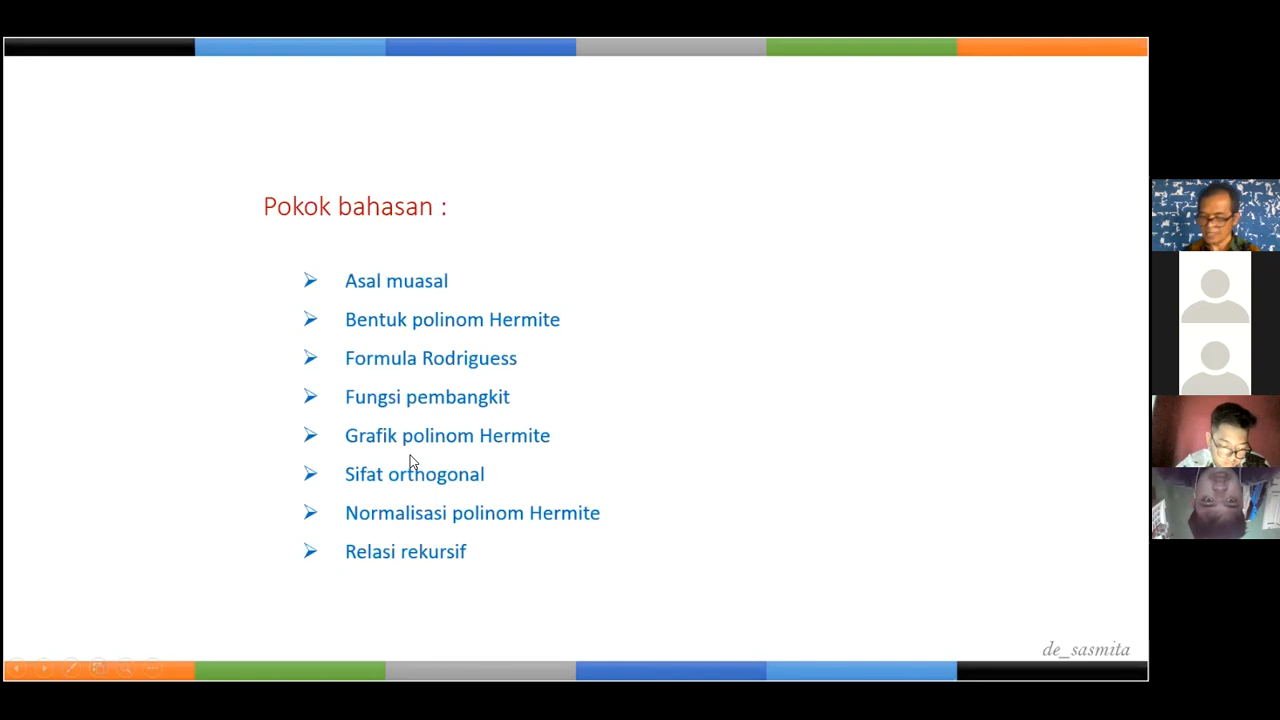 Pokok bahasan :
Asal muasal
Bentuk polinom Hermite
Formula Rodriguess
Fungsi pembangkit
Grafik polinom Hermite
Sifat orthogonal
Normalisasi polinom Hermite
Relasi rekursif
de_sasmita